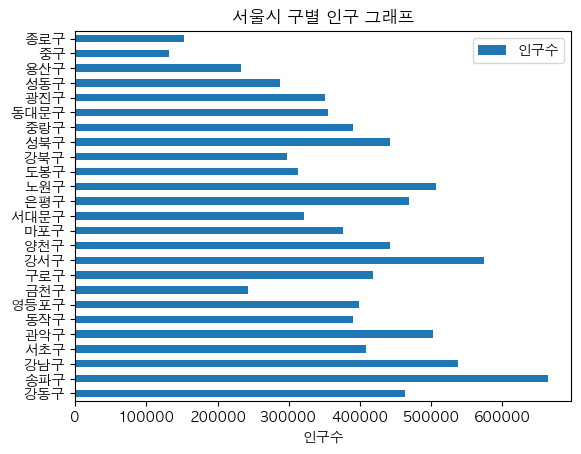 서울시 구별 인구 그래프
인구수
종로구
중구
용산구
성동구
광진구
동대문구
중랑구
성북구
강북구
도봉구
노원구
은평구
서대문구
마포구
양천구
강서구
구로구
금천구
영등포구
동작구
관악구
서초구
강남구
송파구
강동구
0 100000 200000 300000 400000 500000 600000
인구수